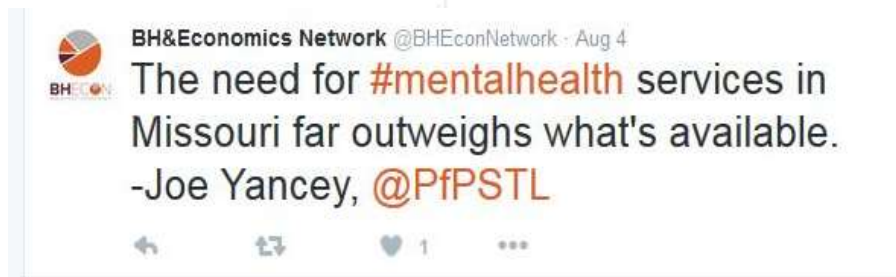 BH&Economics Network @BHEconNetwork · Aug 4
The need for #mentalhealth services in
Missouri far outweighs what's available.
-Joe Yancey, @PfPSTL
BHECON
1